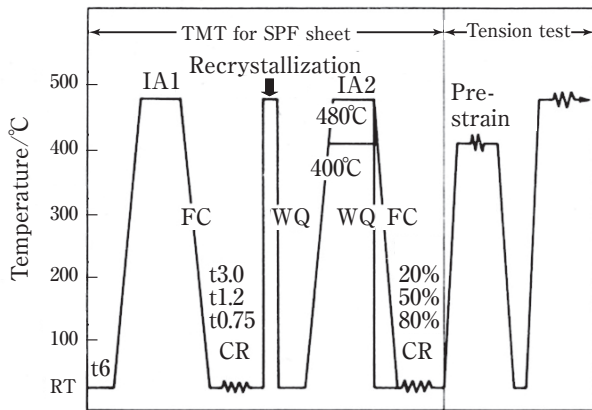 TMT for SPF sheet
Tension test
Recrystallization
500
IA1
IA2
Pre-
strain
480℃
400
400℃
300
FC
WQ
WQ
FC
Temperature/℃
200
t3.0
20%
t1.2
50%
t0.75
80%
100
CR
CR
t6
RT